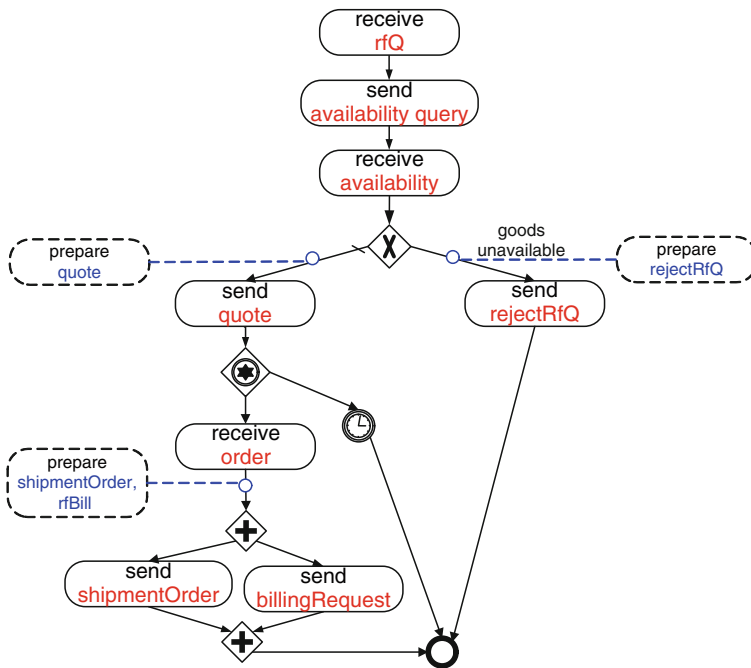 receive
rfQ
send
availability query
receive
availability
goods
unavailable
prepare
quote
prepare
rejectRfQ
send
quote
send
rejectRfQ
receive
order
prepare
shipmentOrder,
rfBill
send
shipmentOrder
send
billingRequest